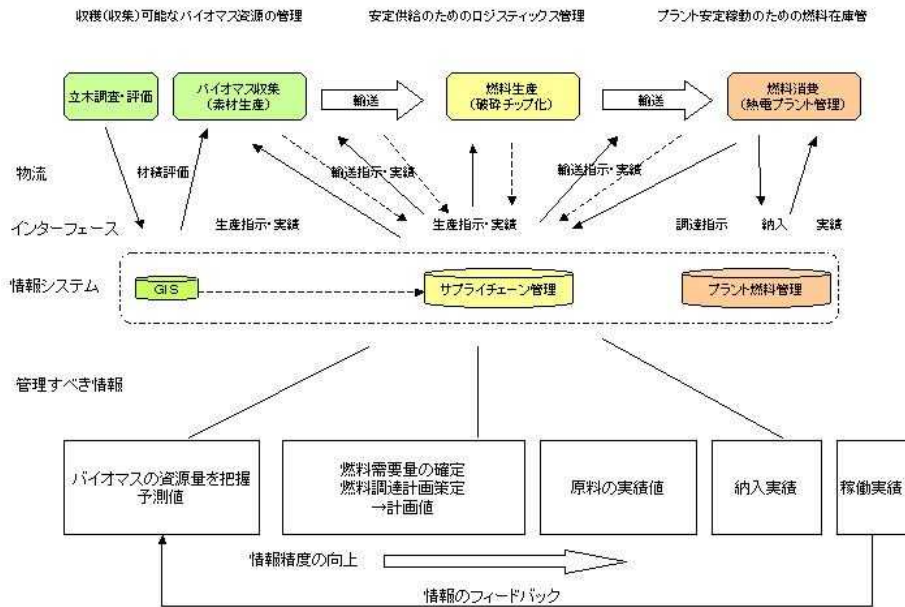 収穫(収集)可能なバイオマス資源の管理
安定供給のためのロジスティックス管理
プラント安定稼動のための燃料在庫管
立木調査・評価
バイオマス収集
(素材生産)
輸送
燃料生産
(破砕チップ化)
輸送
燃料消費
(熱電プラント管理)
物流
材積評価
輸送指示・実績
輸送指示・実績
インターフェース
生産指示・実績
生産指示・実績
調達指示
納入
実績
情報システム
GIS
サプライチェーン管理
プラント燃料管理
管理すべき情報
バイオマスの資源量を把握
予測値
燃料需要量の確定
燃料調達計画策定
→計画値
原料の実績値
納入実績
稼働実績
情報精度の向上
情報のフィードバック